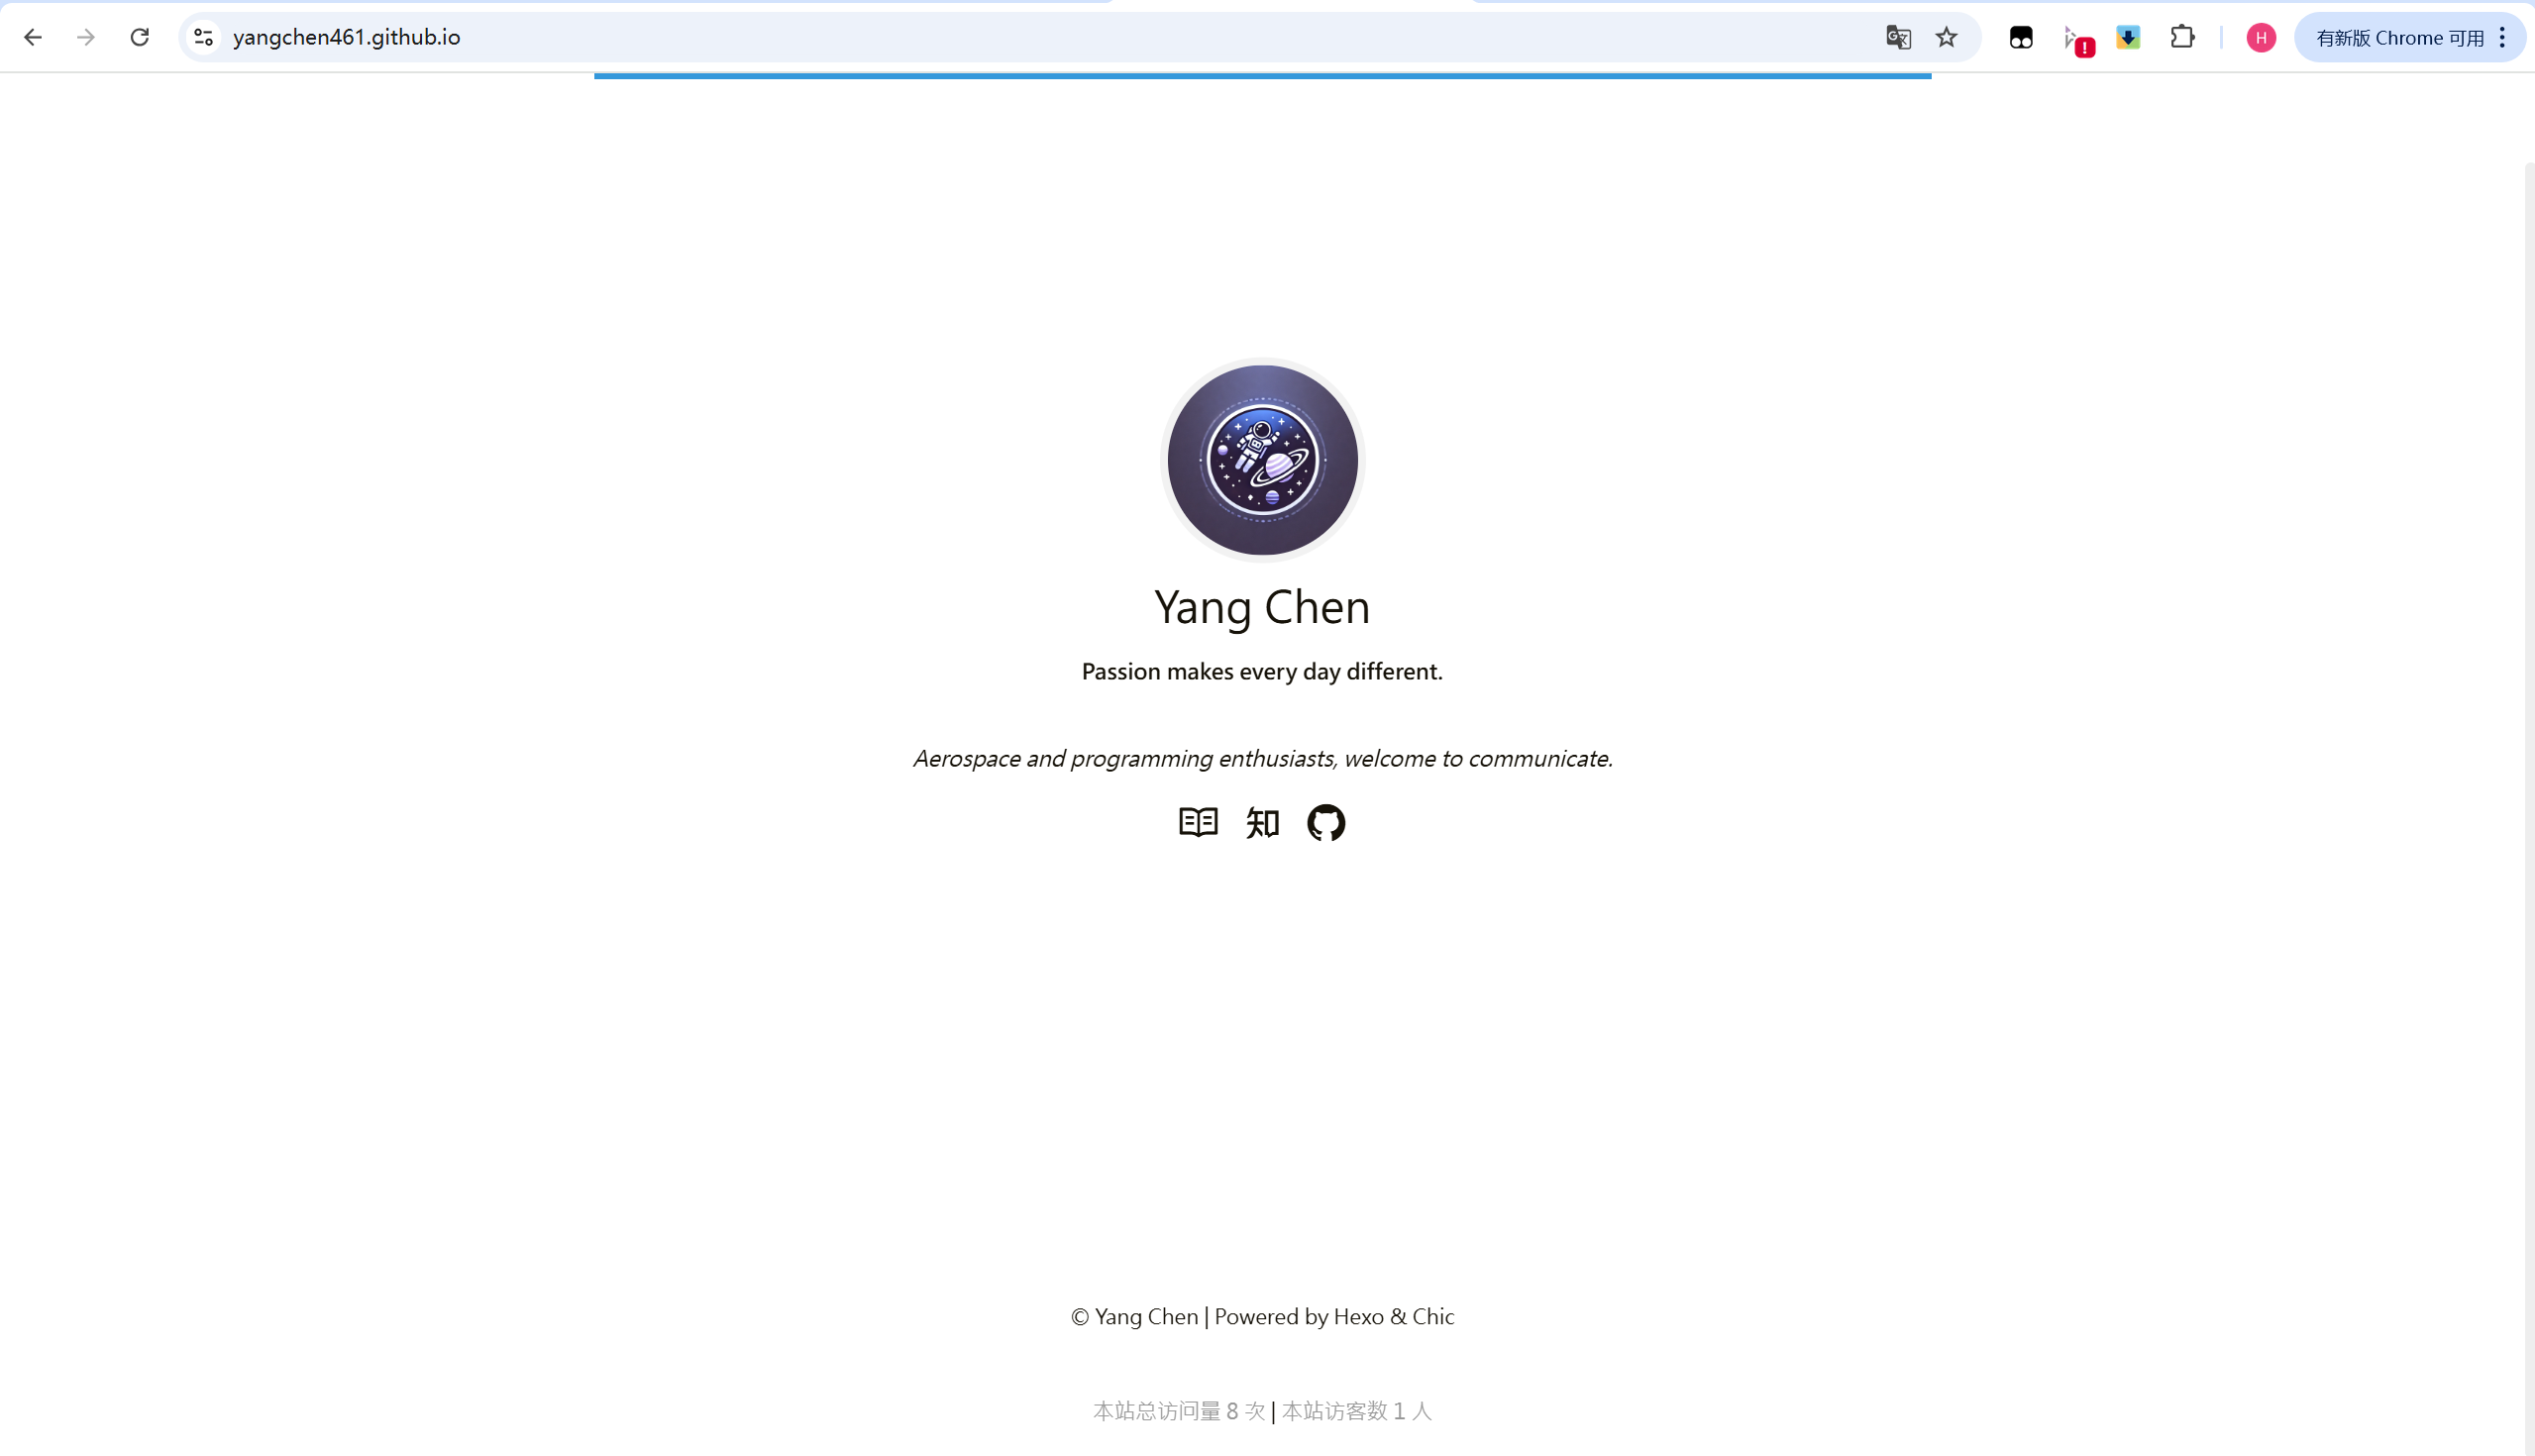 yangchen461.github.io
H
有新版 Chrome 可用
Yang Chen
Passion makes every day different.
Aerospace and programming enthusiasts, welcome to communicate.
知
© Yang Chen | Powered by Hexo & Chic
本站总访问量 8 次 | 本站访客数 1 人